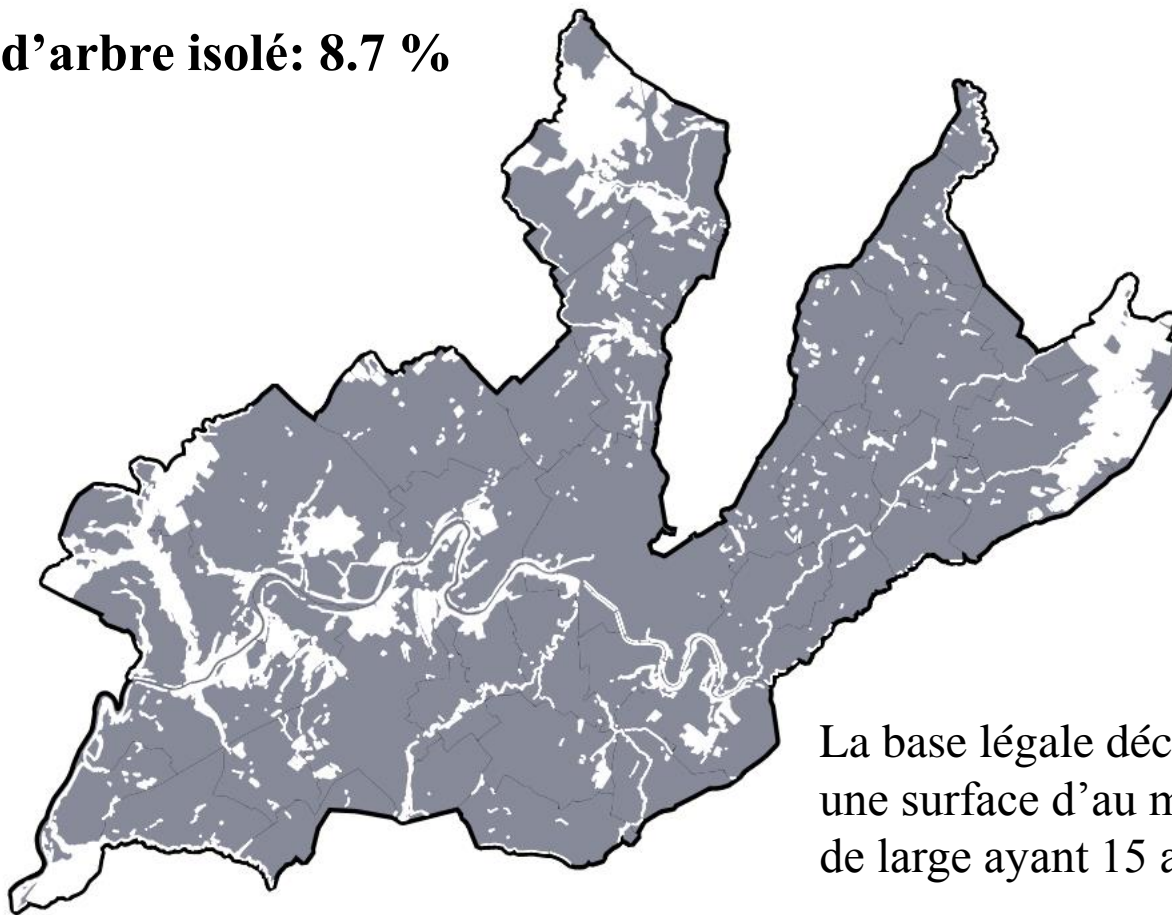 d’arbre isolé: 8.7 %
La base légale déc
une surface d’au m
de large ayant 15 a